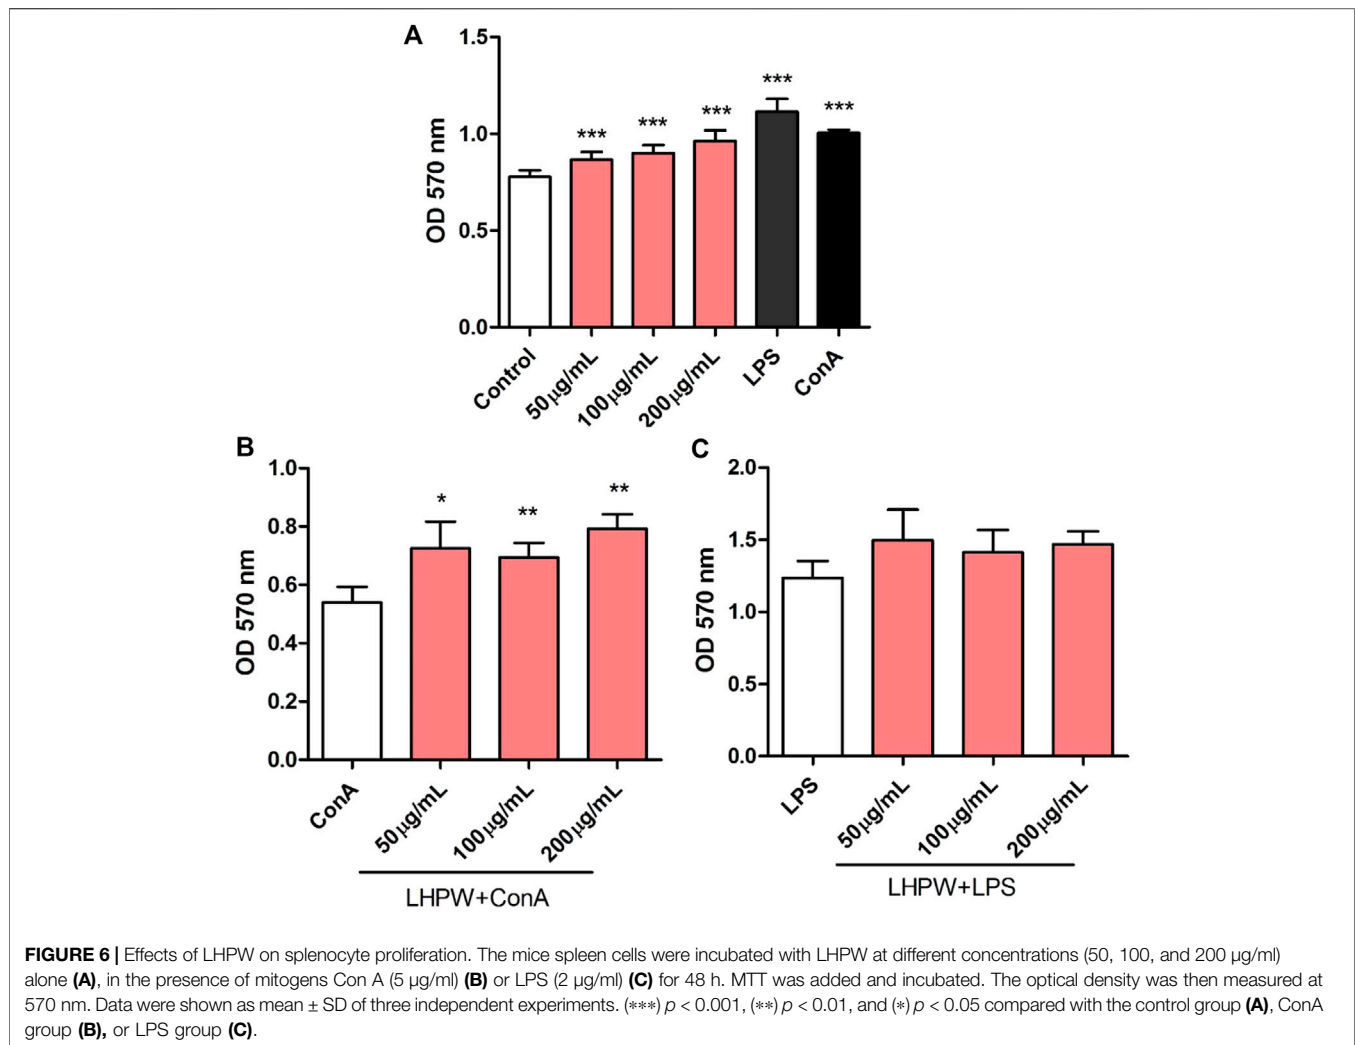 A
1.5
1.0
0.5
0.0
OD 570 nm
***
***
***
***
***
Control
50μg/mL
100μg/mL
200μg/mL
LPS
ConA
B
1.0
0.8
0.6
0.4
0.2
0.0
OD 570 nm
*
**
**
ConA
50μg/mL
100μg/mL
200μg/mL
LHPW+ConA
C
2.0
1.5
1.0
0.5
0.0
OD 570 nm
LPS
50μg/mL
100μg/mL
200μg/mL
LHPW+LPS
FIGURE 6 | Effects of LHPW on splenocyte proliferation. The mice spleen cells were incubated with LHPW at different concentrations (50, 100, and 200 μg/ml)
alone (A), in the presence of mitogens Con A (5 μg/ml) (B) or LPS (2 μg/ml) (C) for 48 h. MTT was added and incubated. The optical density was then measured at
570 nm. Data were shown as mean ± SD of three independent experiments. (***) p < 0.001, (**) p < 0.01, and (*) p < 0.05 compared with the control group (A), ConA
group (B), or LPS group (C).